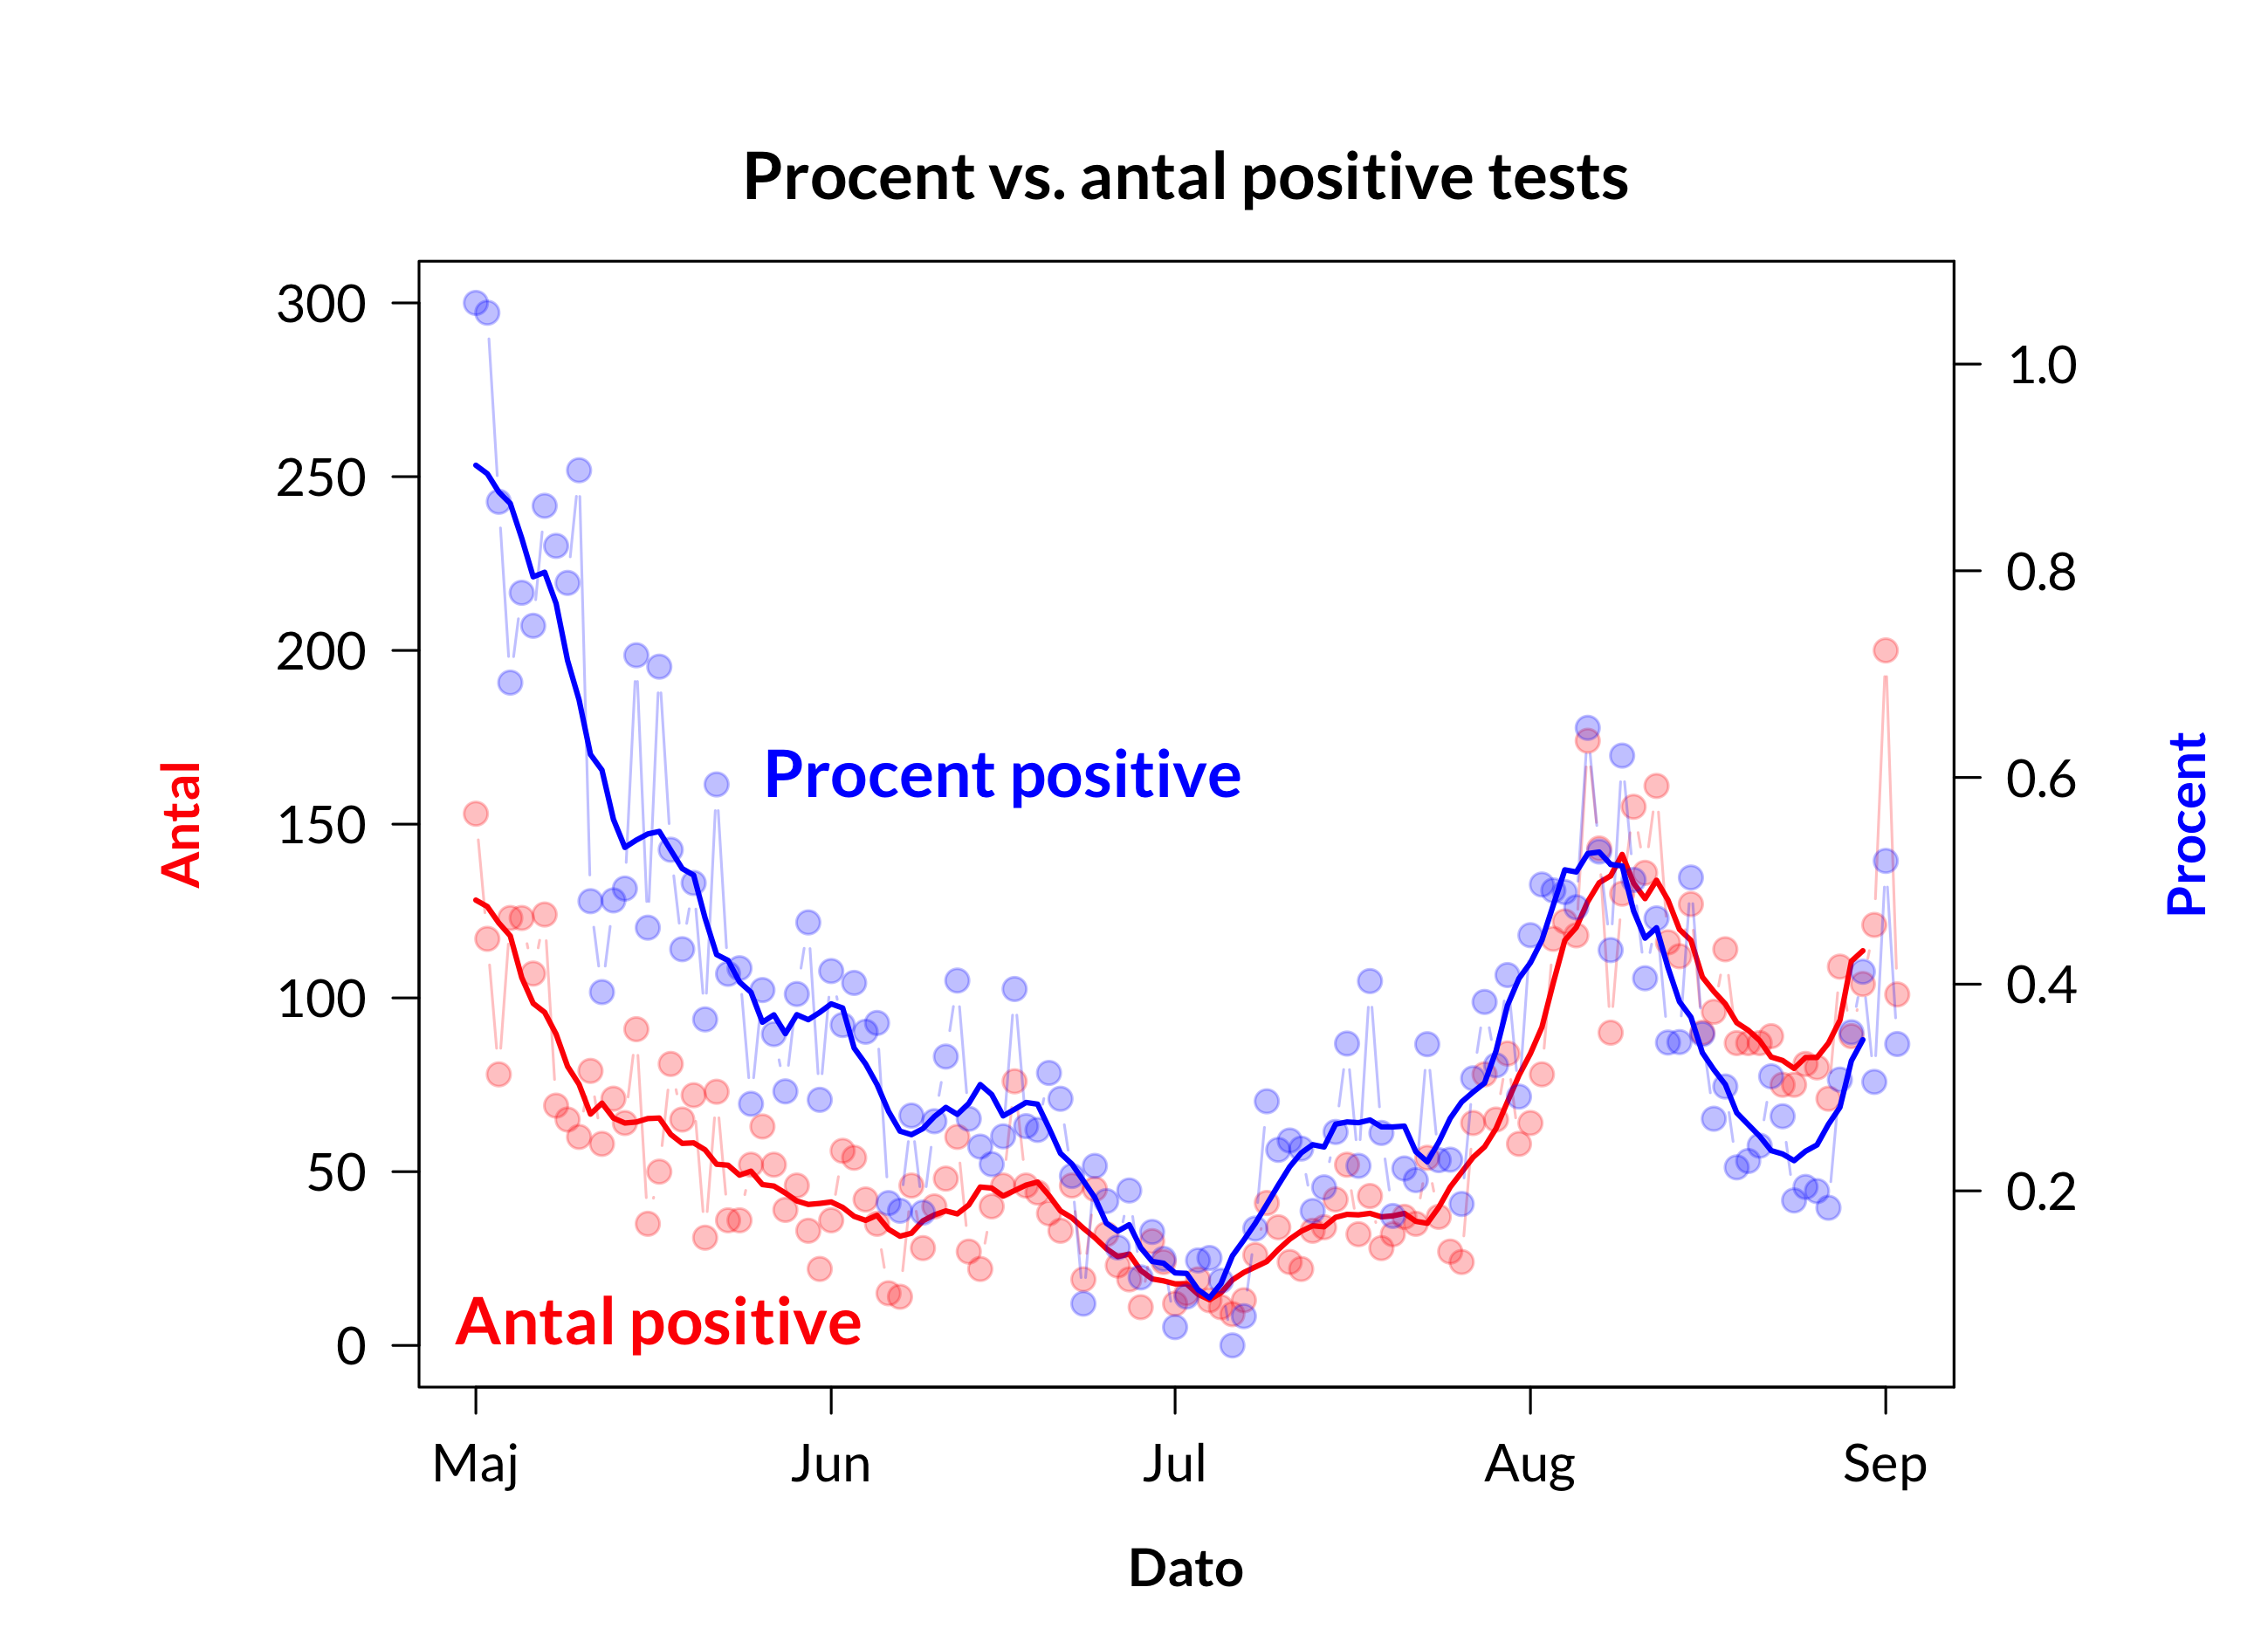 Procent vs. antal positive tests
300
250
200
150
100
50
0
Antal
1.0
0.8
0.6
0.4
0.2
Procent
Procent positive
Antal positive
Maj Jun Jul Aug Sep
Dato